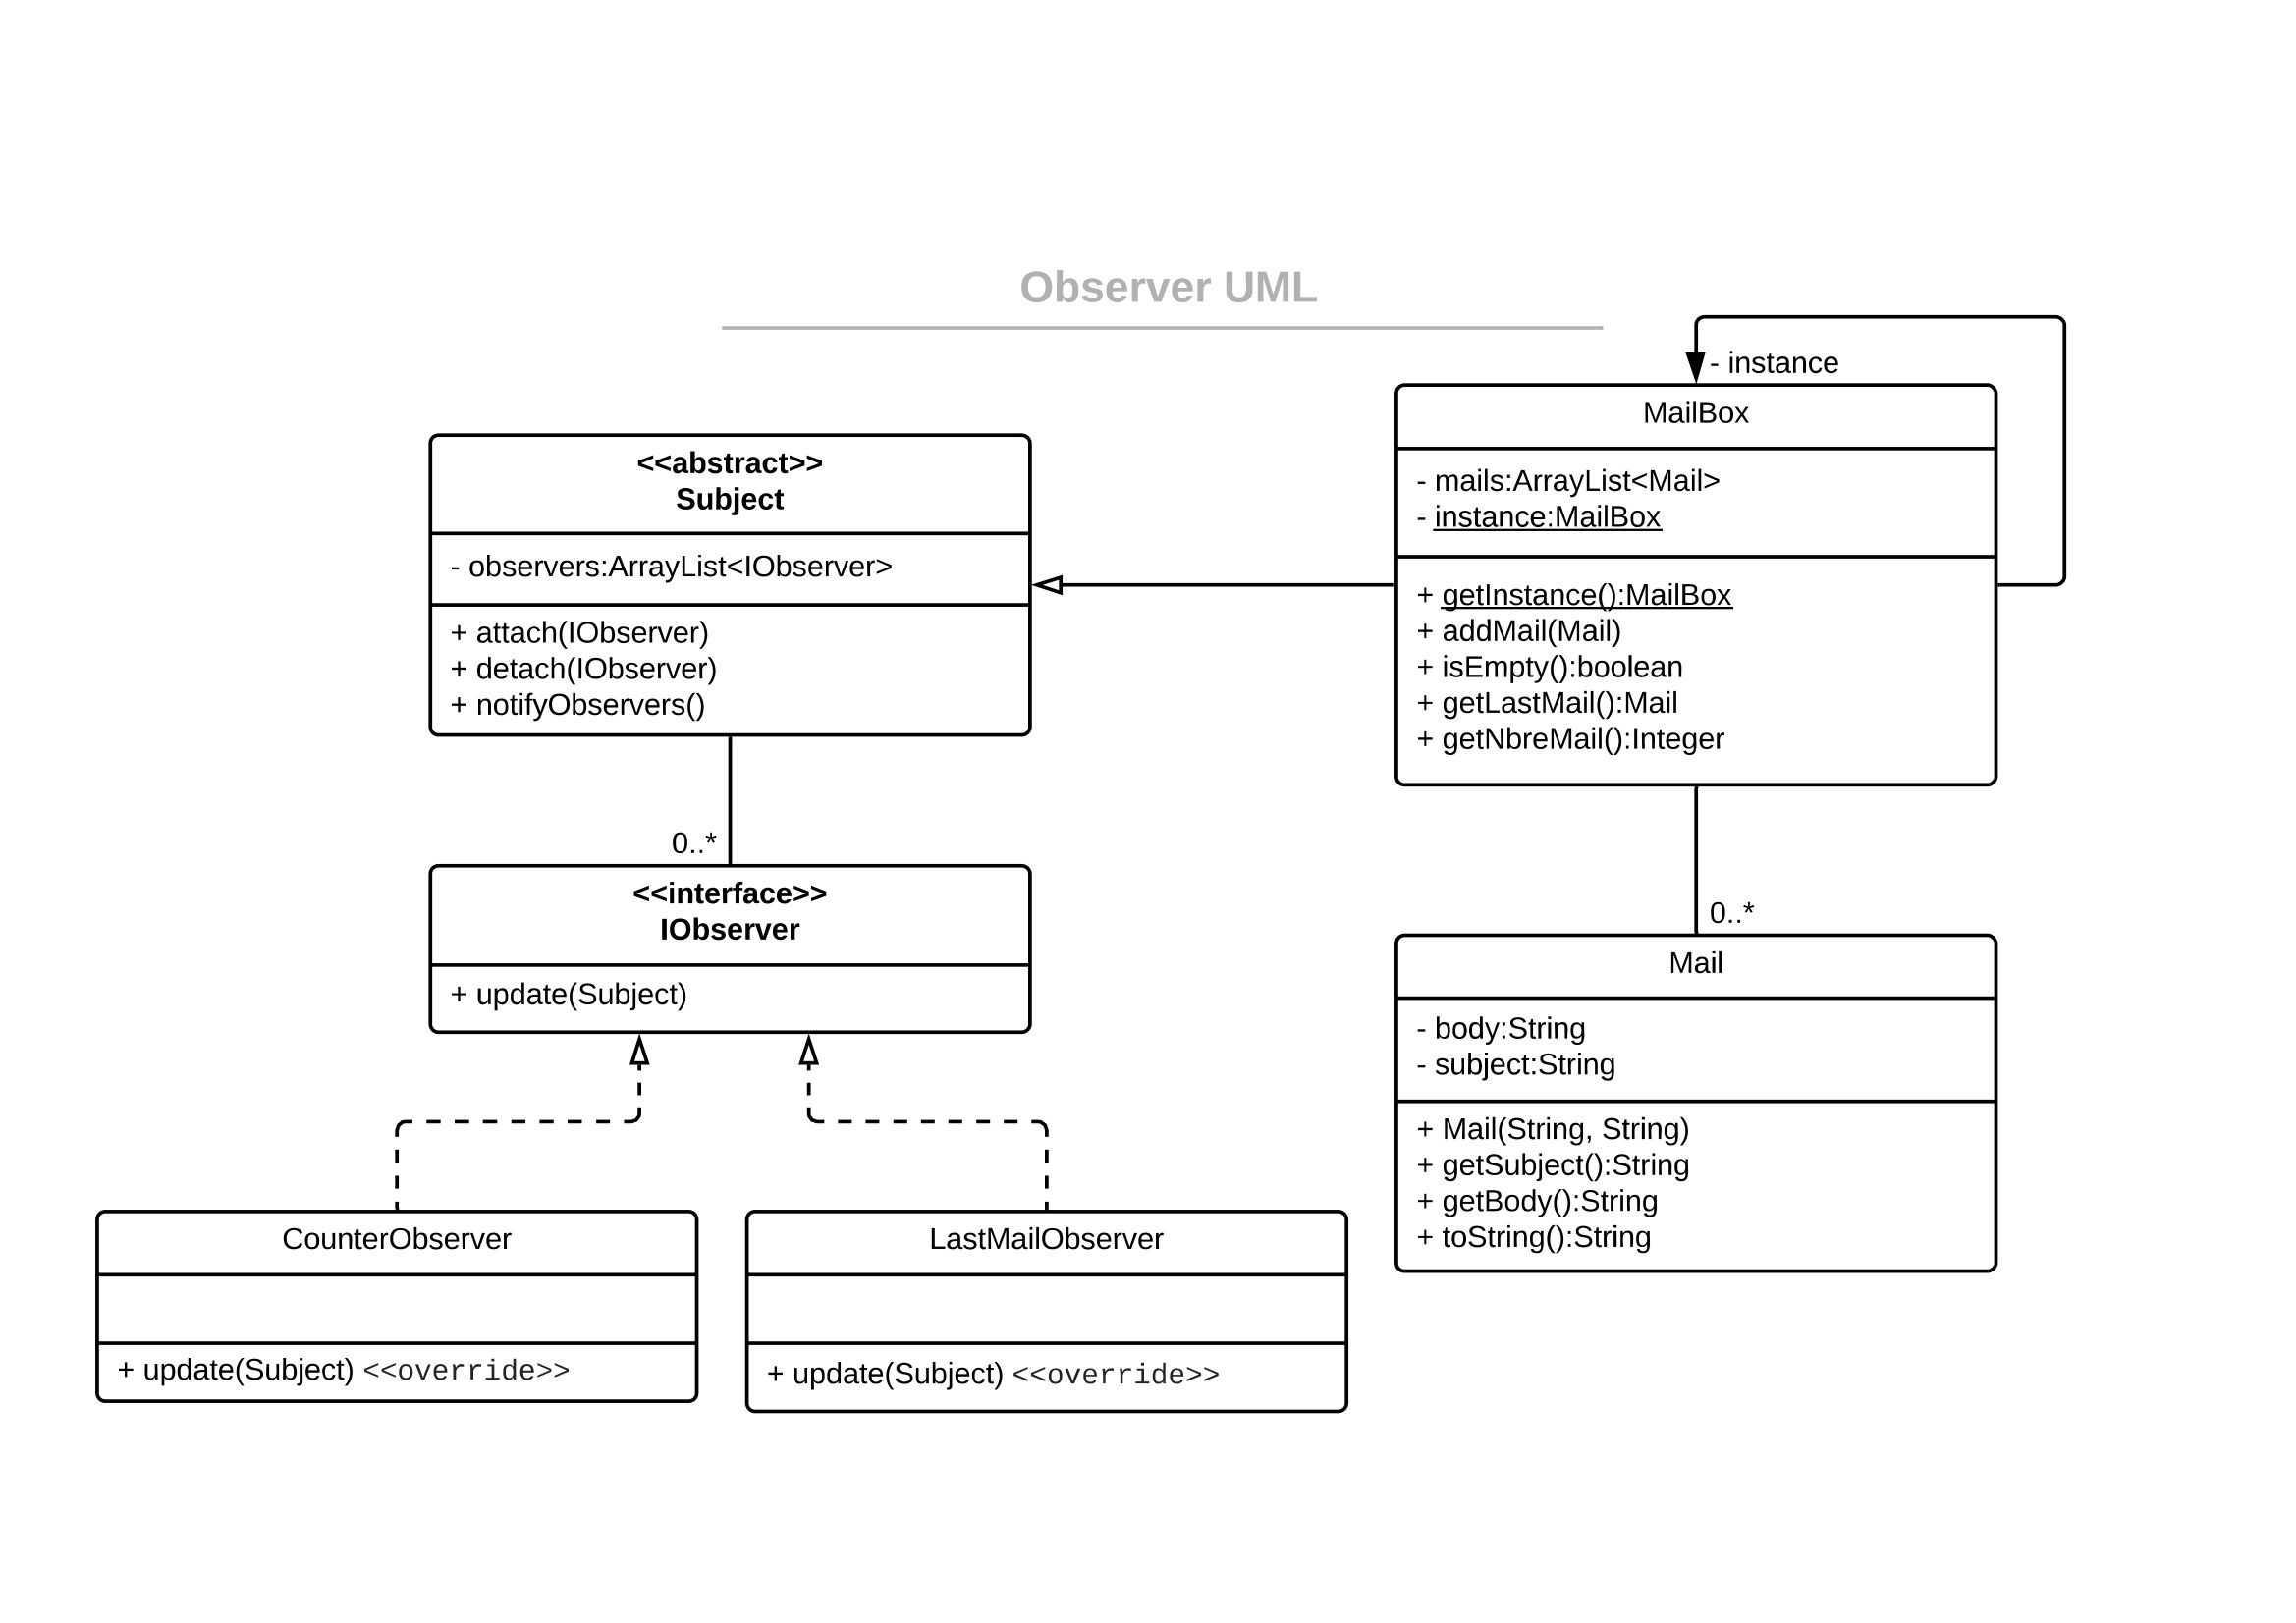 Observer UML
- instance
MailBox
- mails:ArrayList<Mail>
- instance:MailBox
+ getInstance():MailBox
+ addMail(Mail)
+ isEmpty():boolean
+ getLastMail():Mail
+ getNbreMail():Integer
<<abstract>>
Subject
- observers:ArrayList<IObserver>
+ attach(IObserver)
+ detach(IObserver)
+ notifyObservers()
0..*
<<interface>>
IObserver
+ update(Subject)
0..*
Mail
- body:String
- subject:String
+ Mail(String, String)
+ getSubject():String
+ getBody():String
+ toString():String
CounterObserver
+ update(Subject) <<override>>
LastMailObserver
+ update(Subject) <<override>>